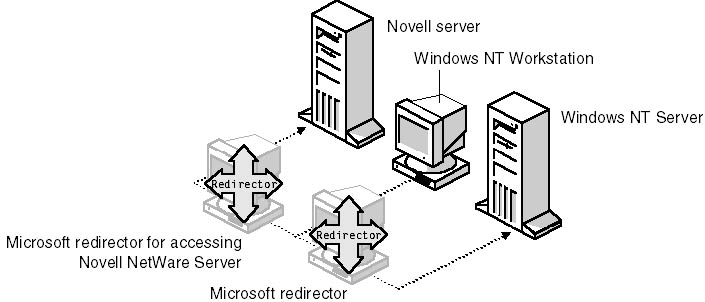 Novell server
Windows NT Workstation
Windows NT Server
Redirector
Redirector
Microsoft redirector for accessing
Novell NetWare Server
Microsoft redirector